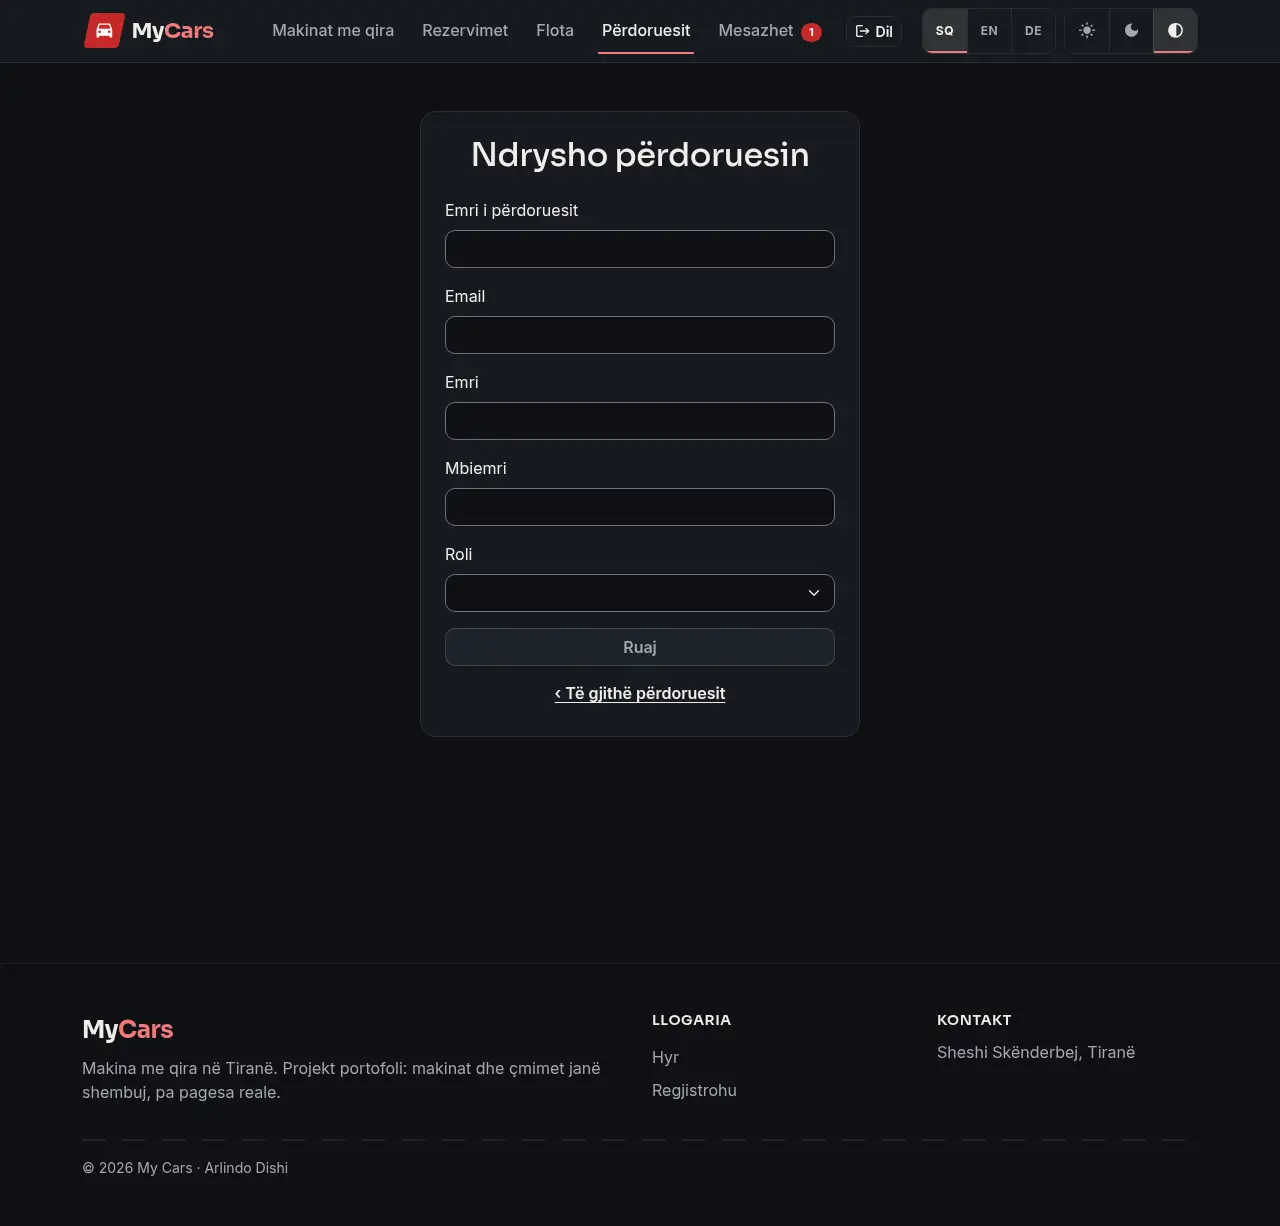 MyCars
Makinat me qira
Rezervimet
Flota
Përdoruesit
Mesazhet 1
Dil
SQ
EN
DE
Ndrysho përdoruesin
Emri i përdoruesit
Email
Emri
Mbiemri
Roli
Ruaj
‹ Të gjithë përdoruesit
MyCars
Makina me qira në Tiranë. Projekt portofoli: makinat dhe çmimet janë
shembuj, pa pagesa reale.
LLOGARIA
Hyr
Regjistrohu
KONTAKT
Sheshi Skënderbej, Tiranë
© 2026 My Cars · Arlindo Dishi